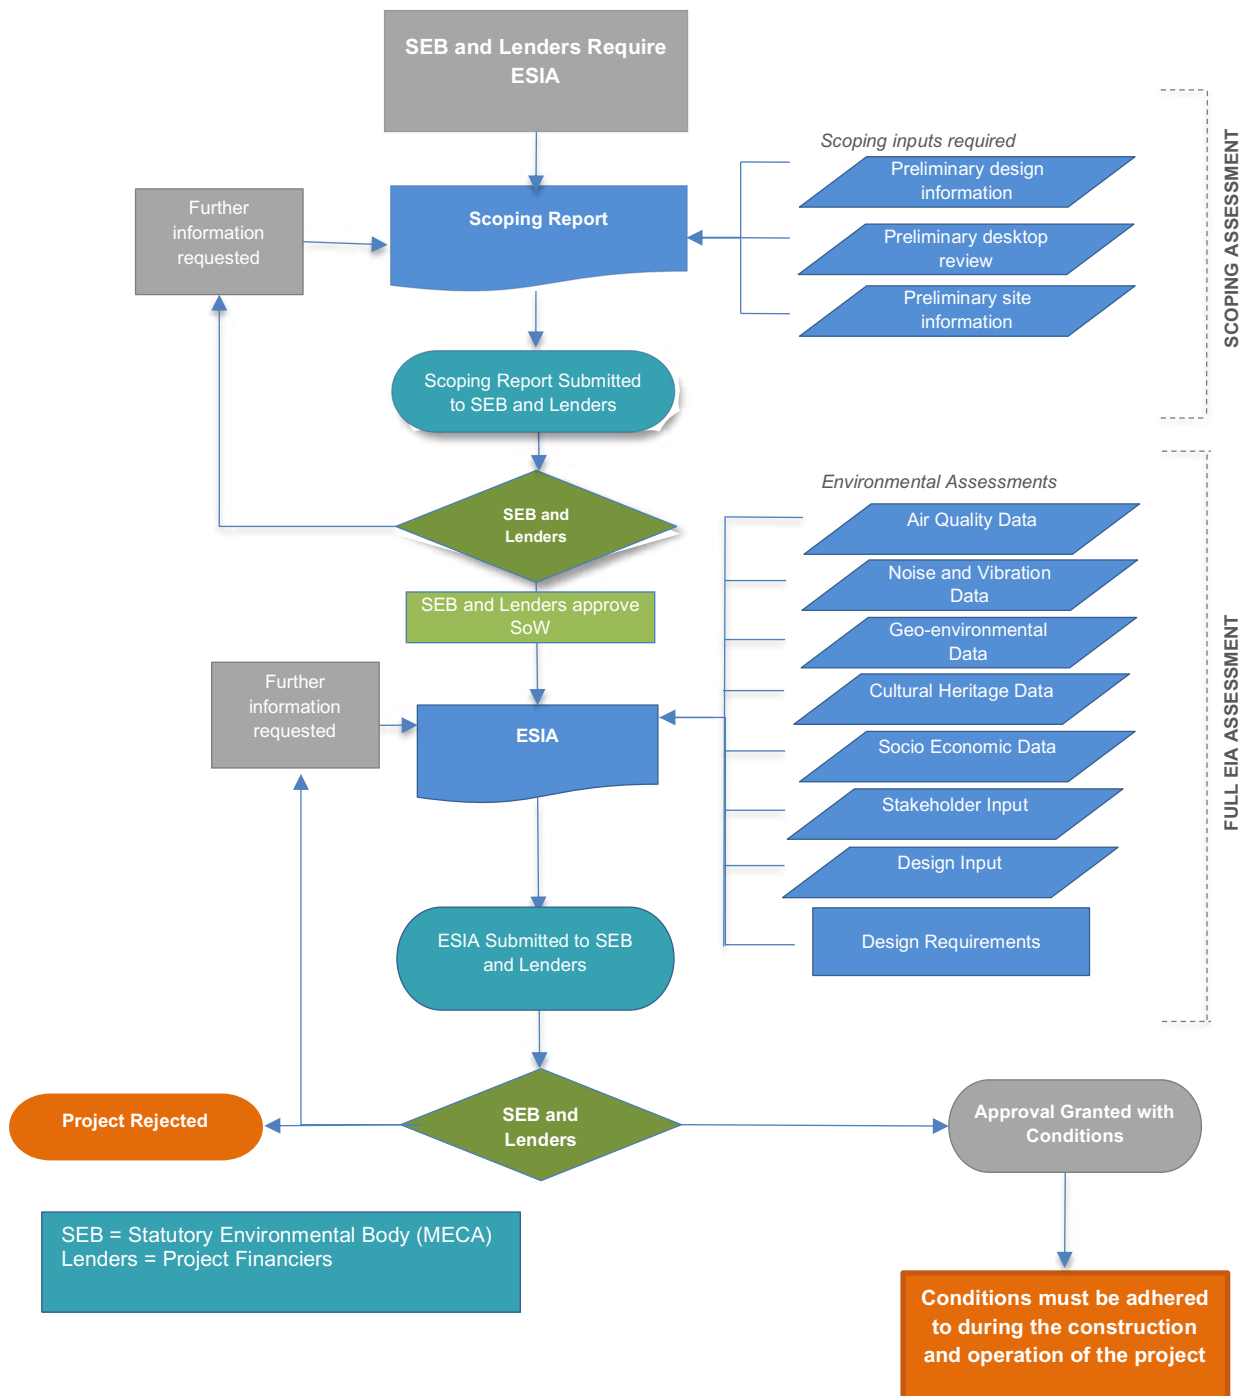 SEB and Lenders Require
ESIA
Scoping inputs required
Preliminary design
information
Further
information
requested
Scoping Report
Preliminary desktop
review
Preliminary site
information
SCOPING ASSESSMENT
Scoping Report Submitted
to SEB and Lenders
Environmental Assessments
SEB and
Lenders
Air Quality Data
Noise and Vibration
Data
SEB and Lenders approve
SoW
Geo-environmental
Data
Further
information
requested
Cultural Heritage Data
ESIA
Socio Economic Data
Stakeholder Input
Design Input
FULL EIA ASSESSMENT
ESIA Submitted to SEB
and Lenders
Design Requirements
Project Rejected
SEB and
Lenders
Approval Granted with
Conditions
SEB = Statutory Environmental Body (MECA)
Lenders = Project Financiers
Conditions must be adhered
to during the construction
and operation of the project